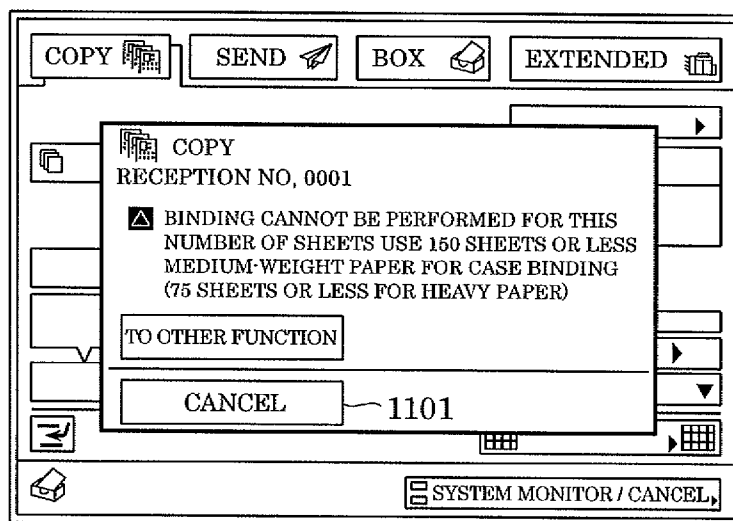 COPY
SEND
BOX
EXTENDED
COPY
RECEPTION NO, 0001
BINDING CANNOT BE PERFORMED FOR THIS
NUMBER OF SHEETS USE 150 SHEETS OR LESS
MEDIUM-WEIGHT PAPER FOR CASE BINDING
(75 SHEETS OR LESS FOR HEAVY PAPER)
TO OTHER FUNCTION
CANCEL
1101
SYSTEM MONITOR / CANCEL